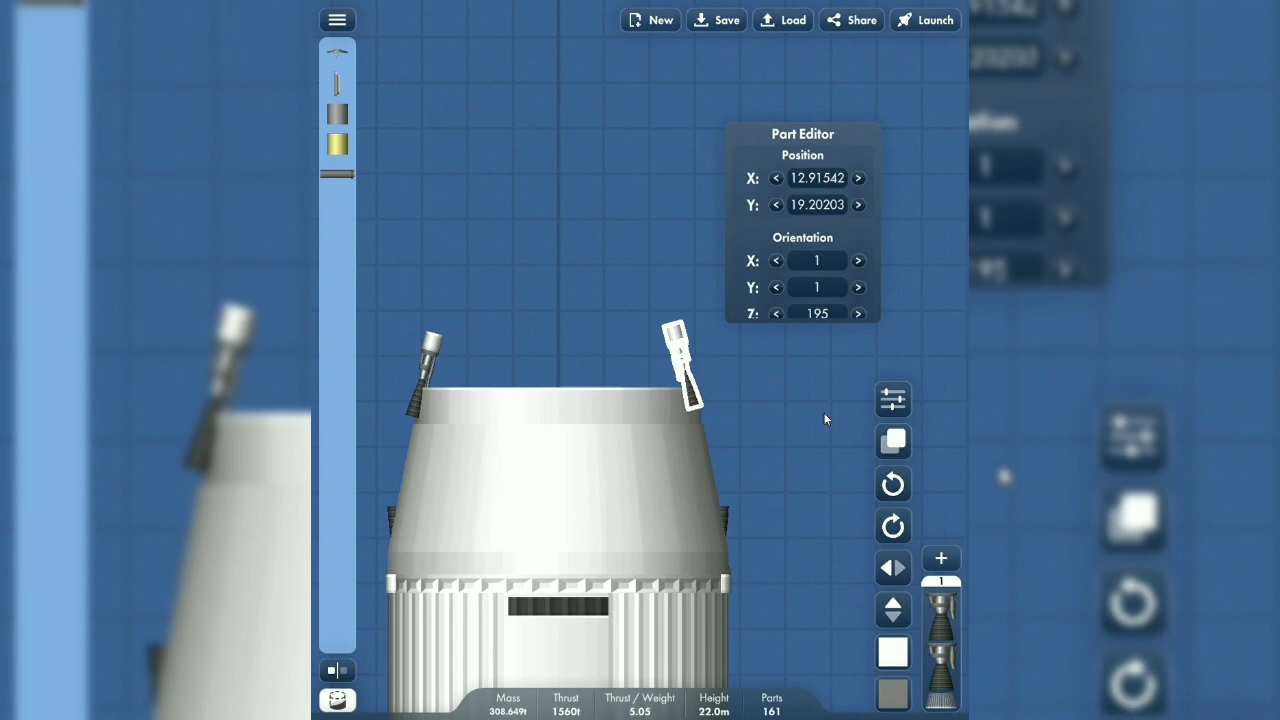 New Save Load Share Launch
Part Editor
Position
X: < 12.91542 >
Y: < 19.20203 >
Orientation
X: < 1 >
Y: < 1 >
Z: < 195 >
+
1
Mass Thrust Thrust / Weight Height Parts
308.649t 1560t 5.05 22.0m 161